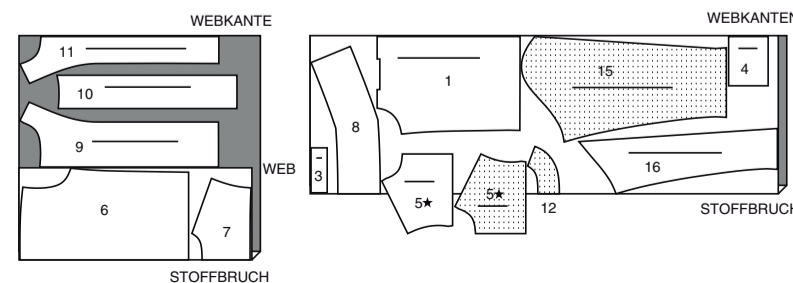 WEBKANTE
11
10
9
WEB
6
7
STOFFBRUCH
WEBKANTEN
1
15
4
8
3
16
5★
5★
12
STOFFBRUCH